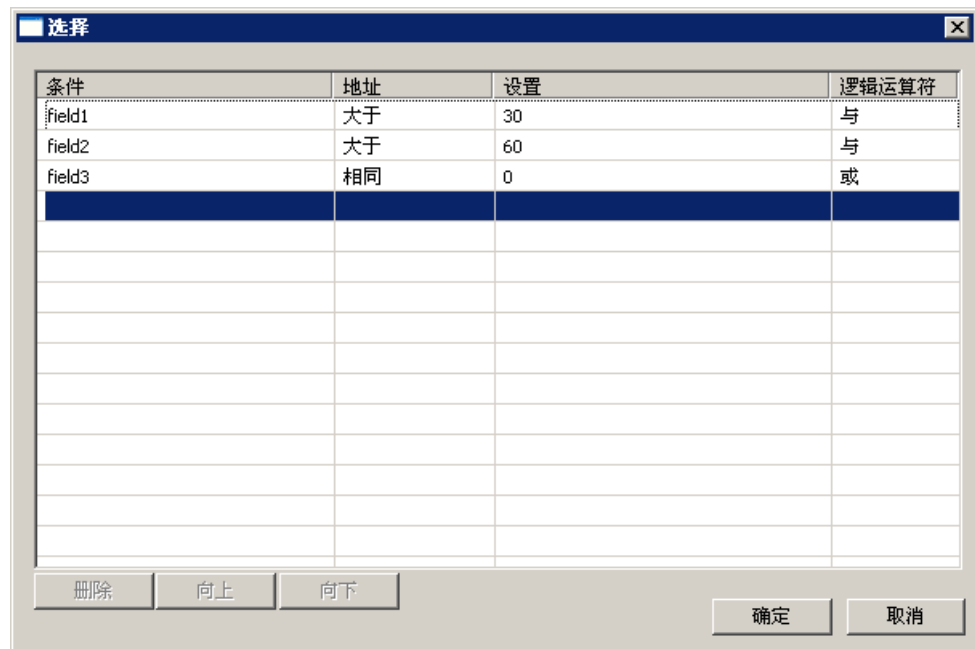 选择
条件 地址 设置 逻辑运算符
field1 大于 30 与
field2 大于 60 与
field3 相同 0 或
删除 向上 向下
确定 取消